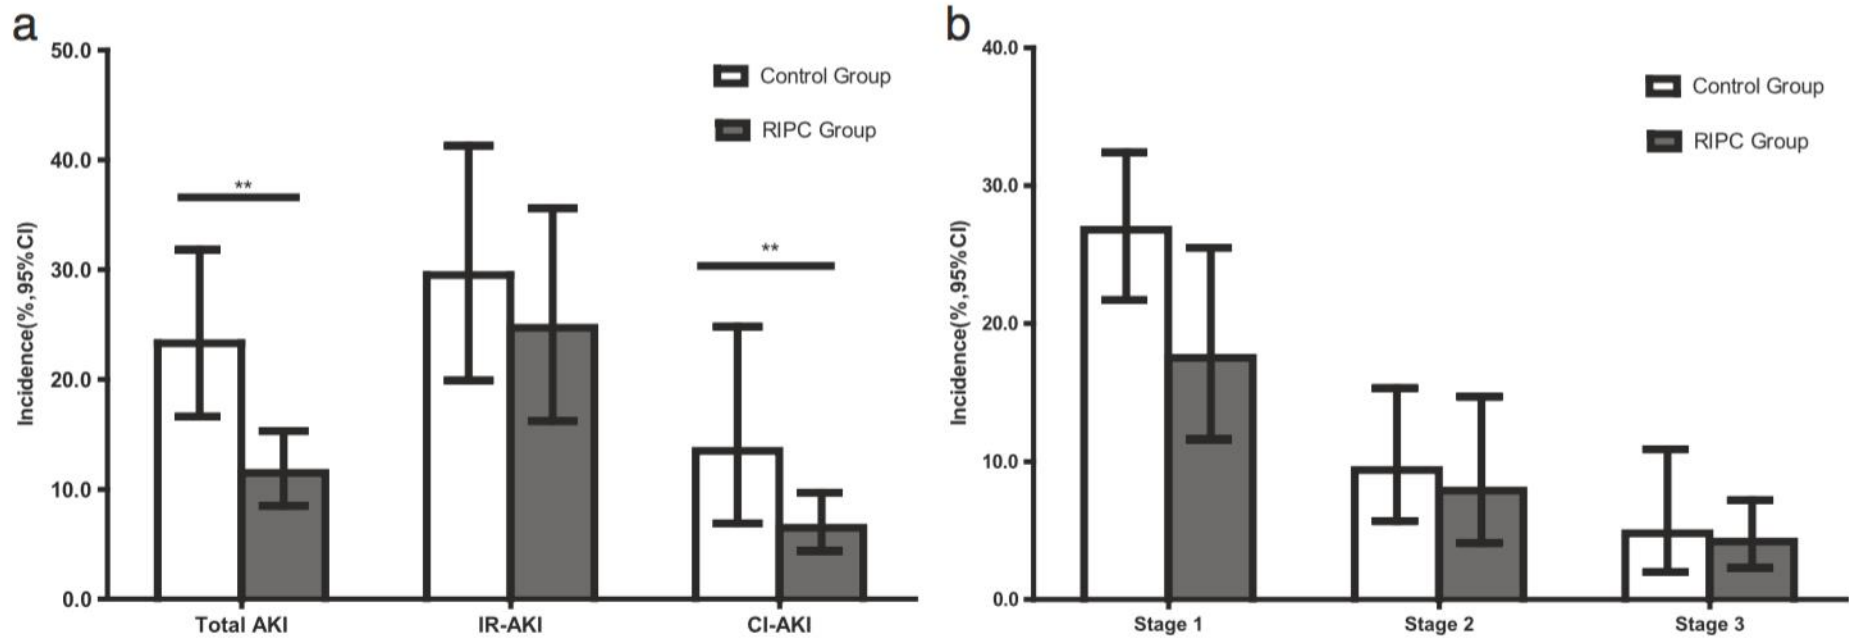 a
50.0
40.0
30.0
20.0
10.0
0.0
Incidence(%,95%CI)
Control Group
RIPC Group
**
**
Total AKI
IR-AKI
CI-AKI
b
40.0
30.0
20.0
10.0
0.0
Incidence(%,95%CI)
Control Group
RIPC Group
Stage 1
Stage 2
Stage 3